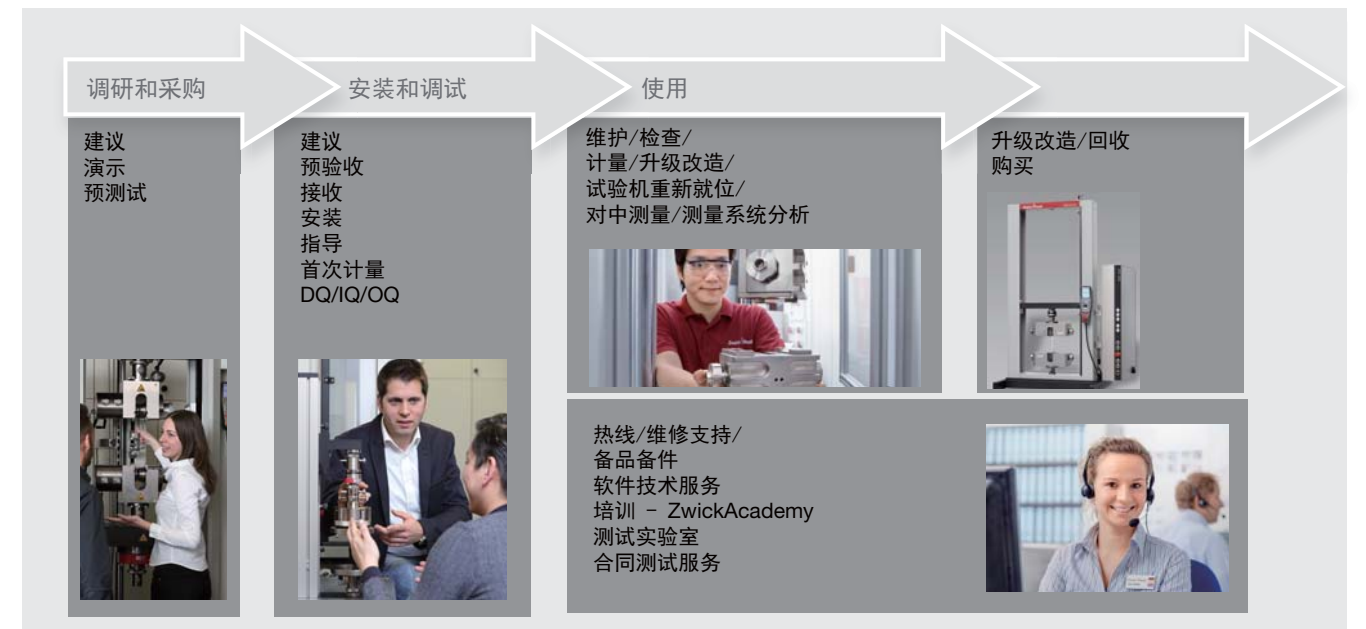 调研和采购
安装和调试
使用
建议
演示
预测试
建议
预验收
接收
安装
指导
首次计量
DQ/IQ/OQ
维护/检查/
计量/升级改造/
试验机重新就位/
对中测量/测量系统分析
升级改造/回收
购买
热线/维修支持/
备品备件
软件技术服务
培训 - ZwickAcademy
测试实验室
合同测试服务